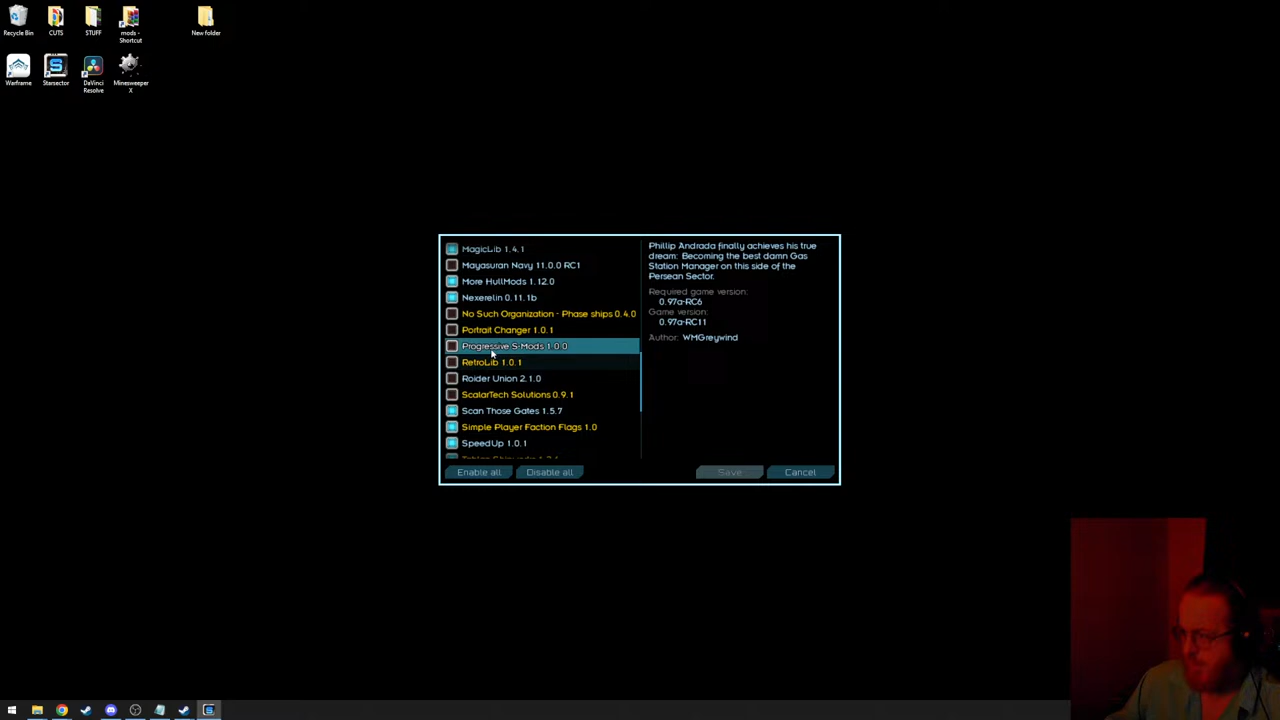 Recycle Bin
CUTS
STUFF
mods -
Shortcut
New folder
Warframe
Starsector
DaVinci
Resolve
Minesweeper
X
MagicLib 1.4.1
Mayasuran Navy 11.0.0 RC1
More HullMods 1.12.0
Nexerelin 0.11.1b
No Such Organization - Phase ships 0.4.0
Portrait Changer 1.0.1
Progressive S-Mods 1.0.0
RetroLib 1.0.1
Roider Union 2.1.0
ScalarTech Solutions 0.9.1
Scan Those Gates 1.5.7
Simple Player Faction Flags 1.0
SpeedUp 1.0.1
Phillip Andrada finally achieves his true
dream: Becoming the best damn Gas
Station Manager on this side of the
Persean Sector.
Required game version:
0.97a-RC6
Game version:
0.97a-RC11
Author: WMGreywind
Enable all
Disable all
Save
Cancel